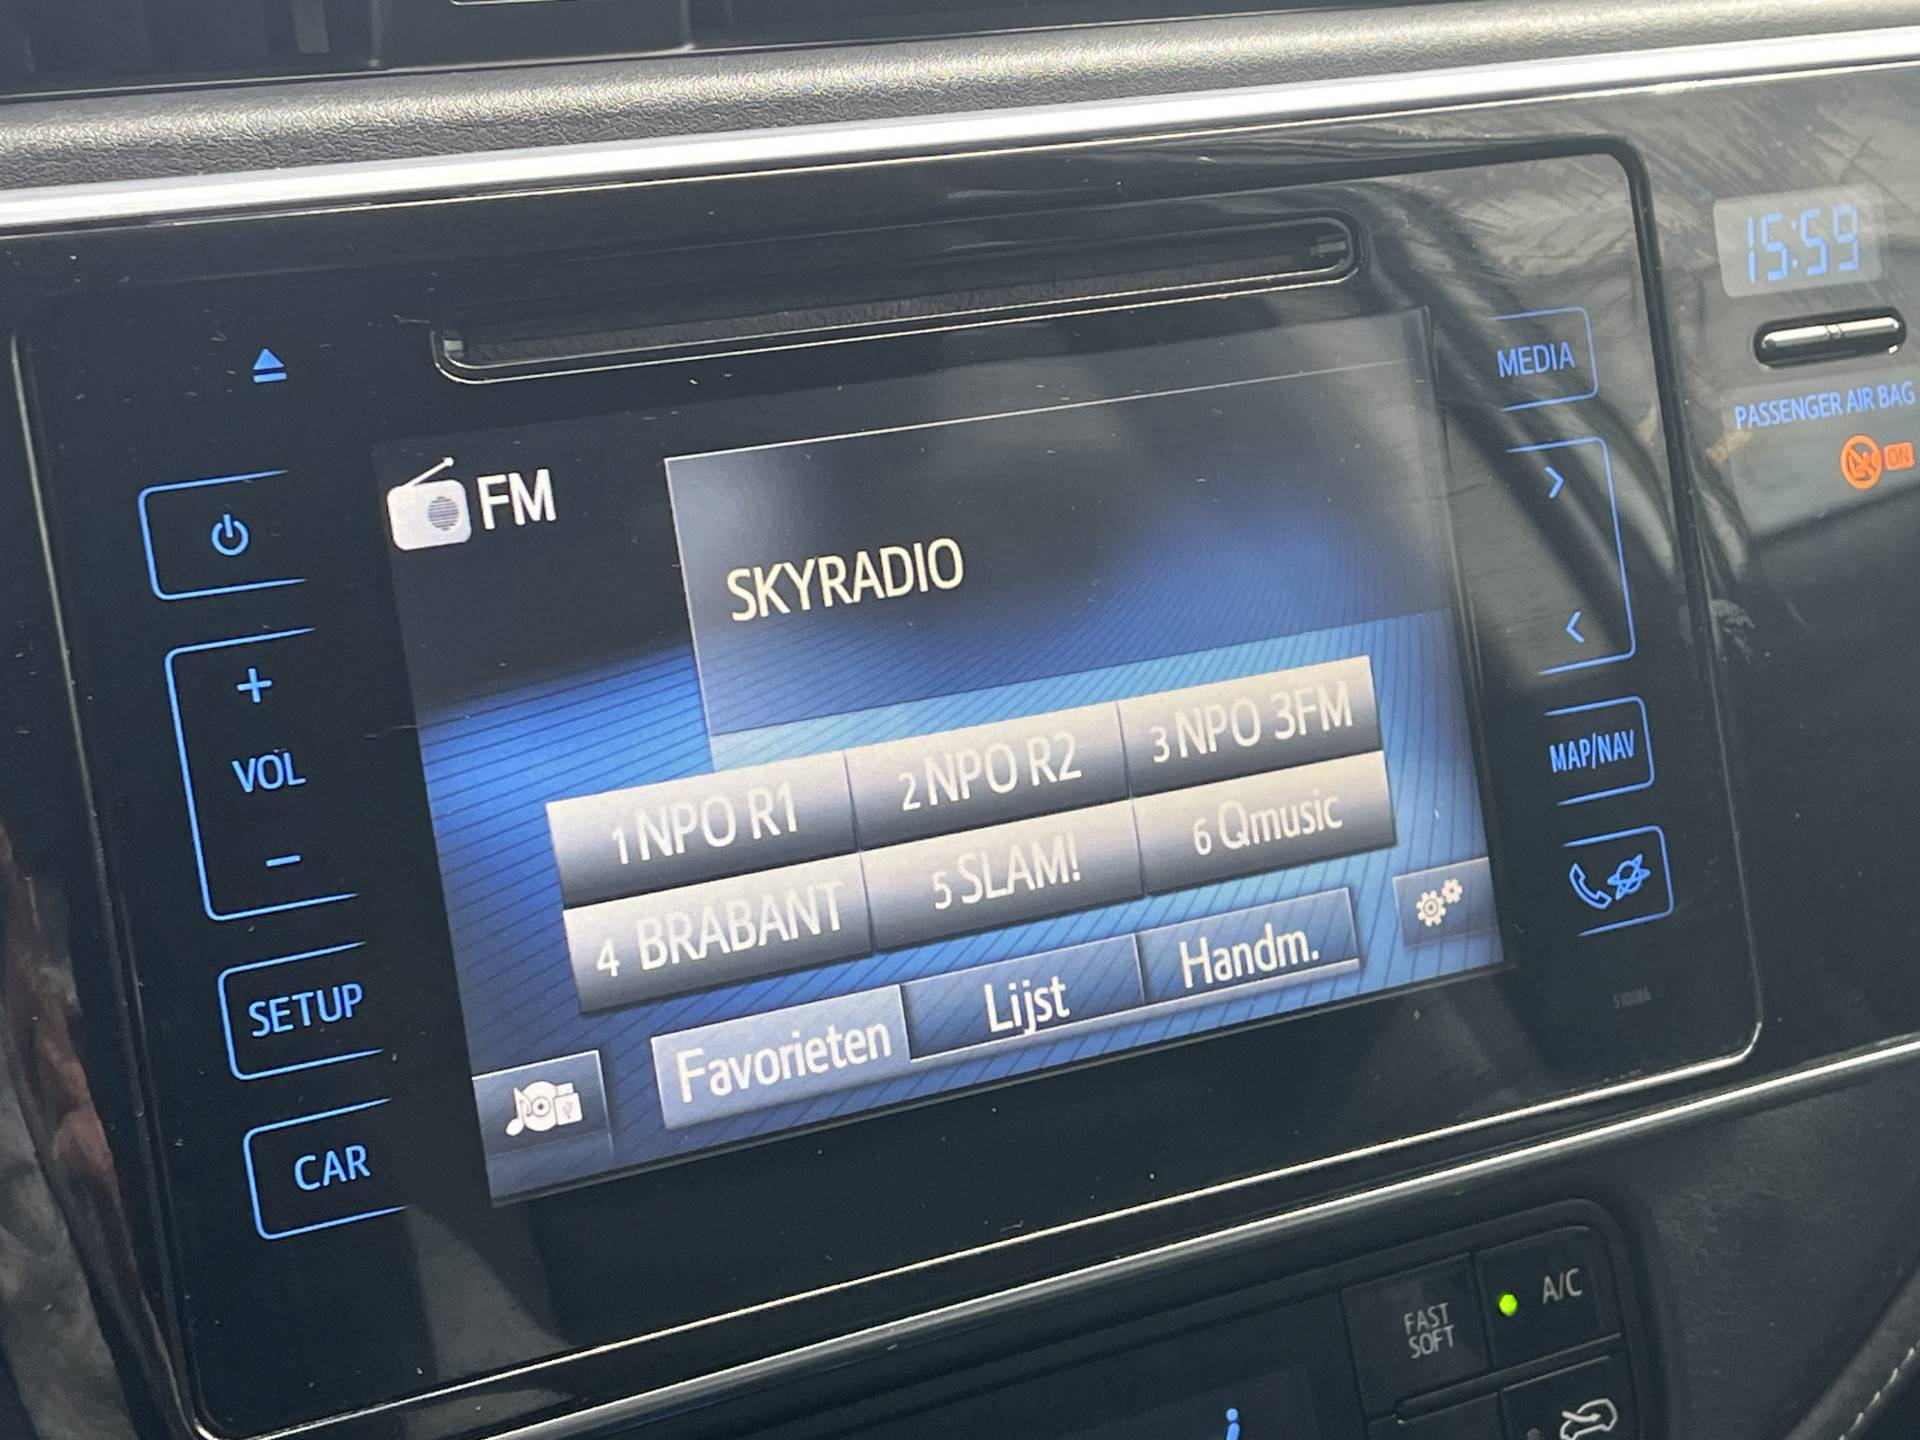 15:59
MEDIA
PASSENGER AIR BAG
ON
FM
SKYRADIO
VOL
1 NPO R1
2 NPO R2
3 NPO 3FM
MAP/NAV
4 BRABANT
5 SLAM!
6 Qmusic
SETUP
Favorieten
Lijst
Handm.
510086
CAR
FAST
SOFT
A/C